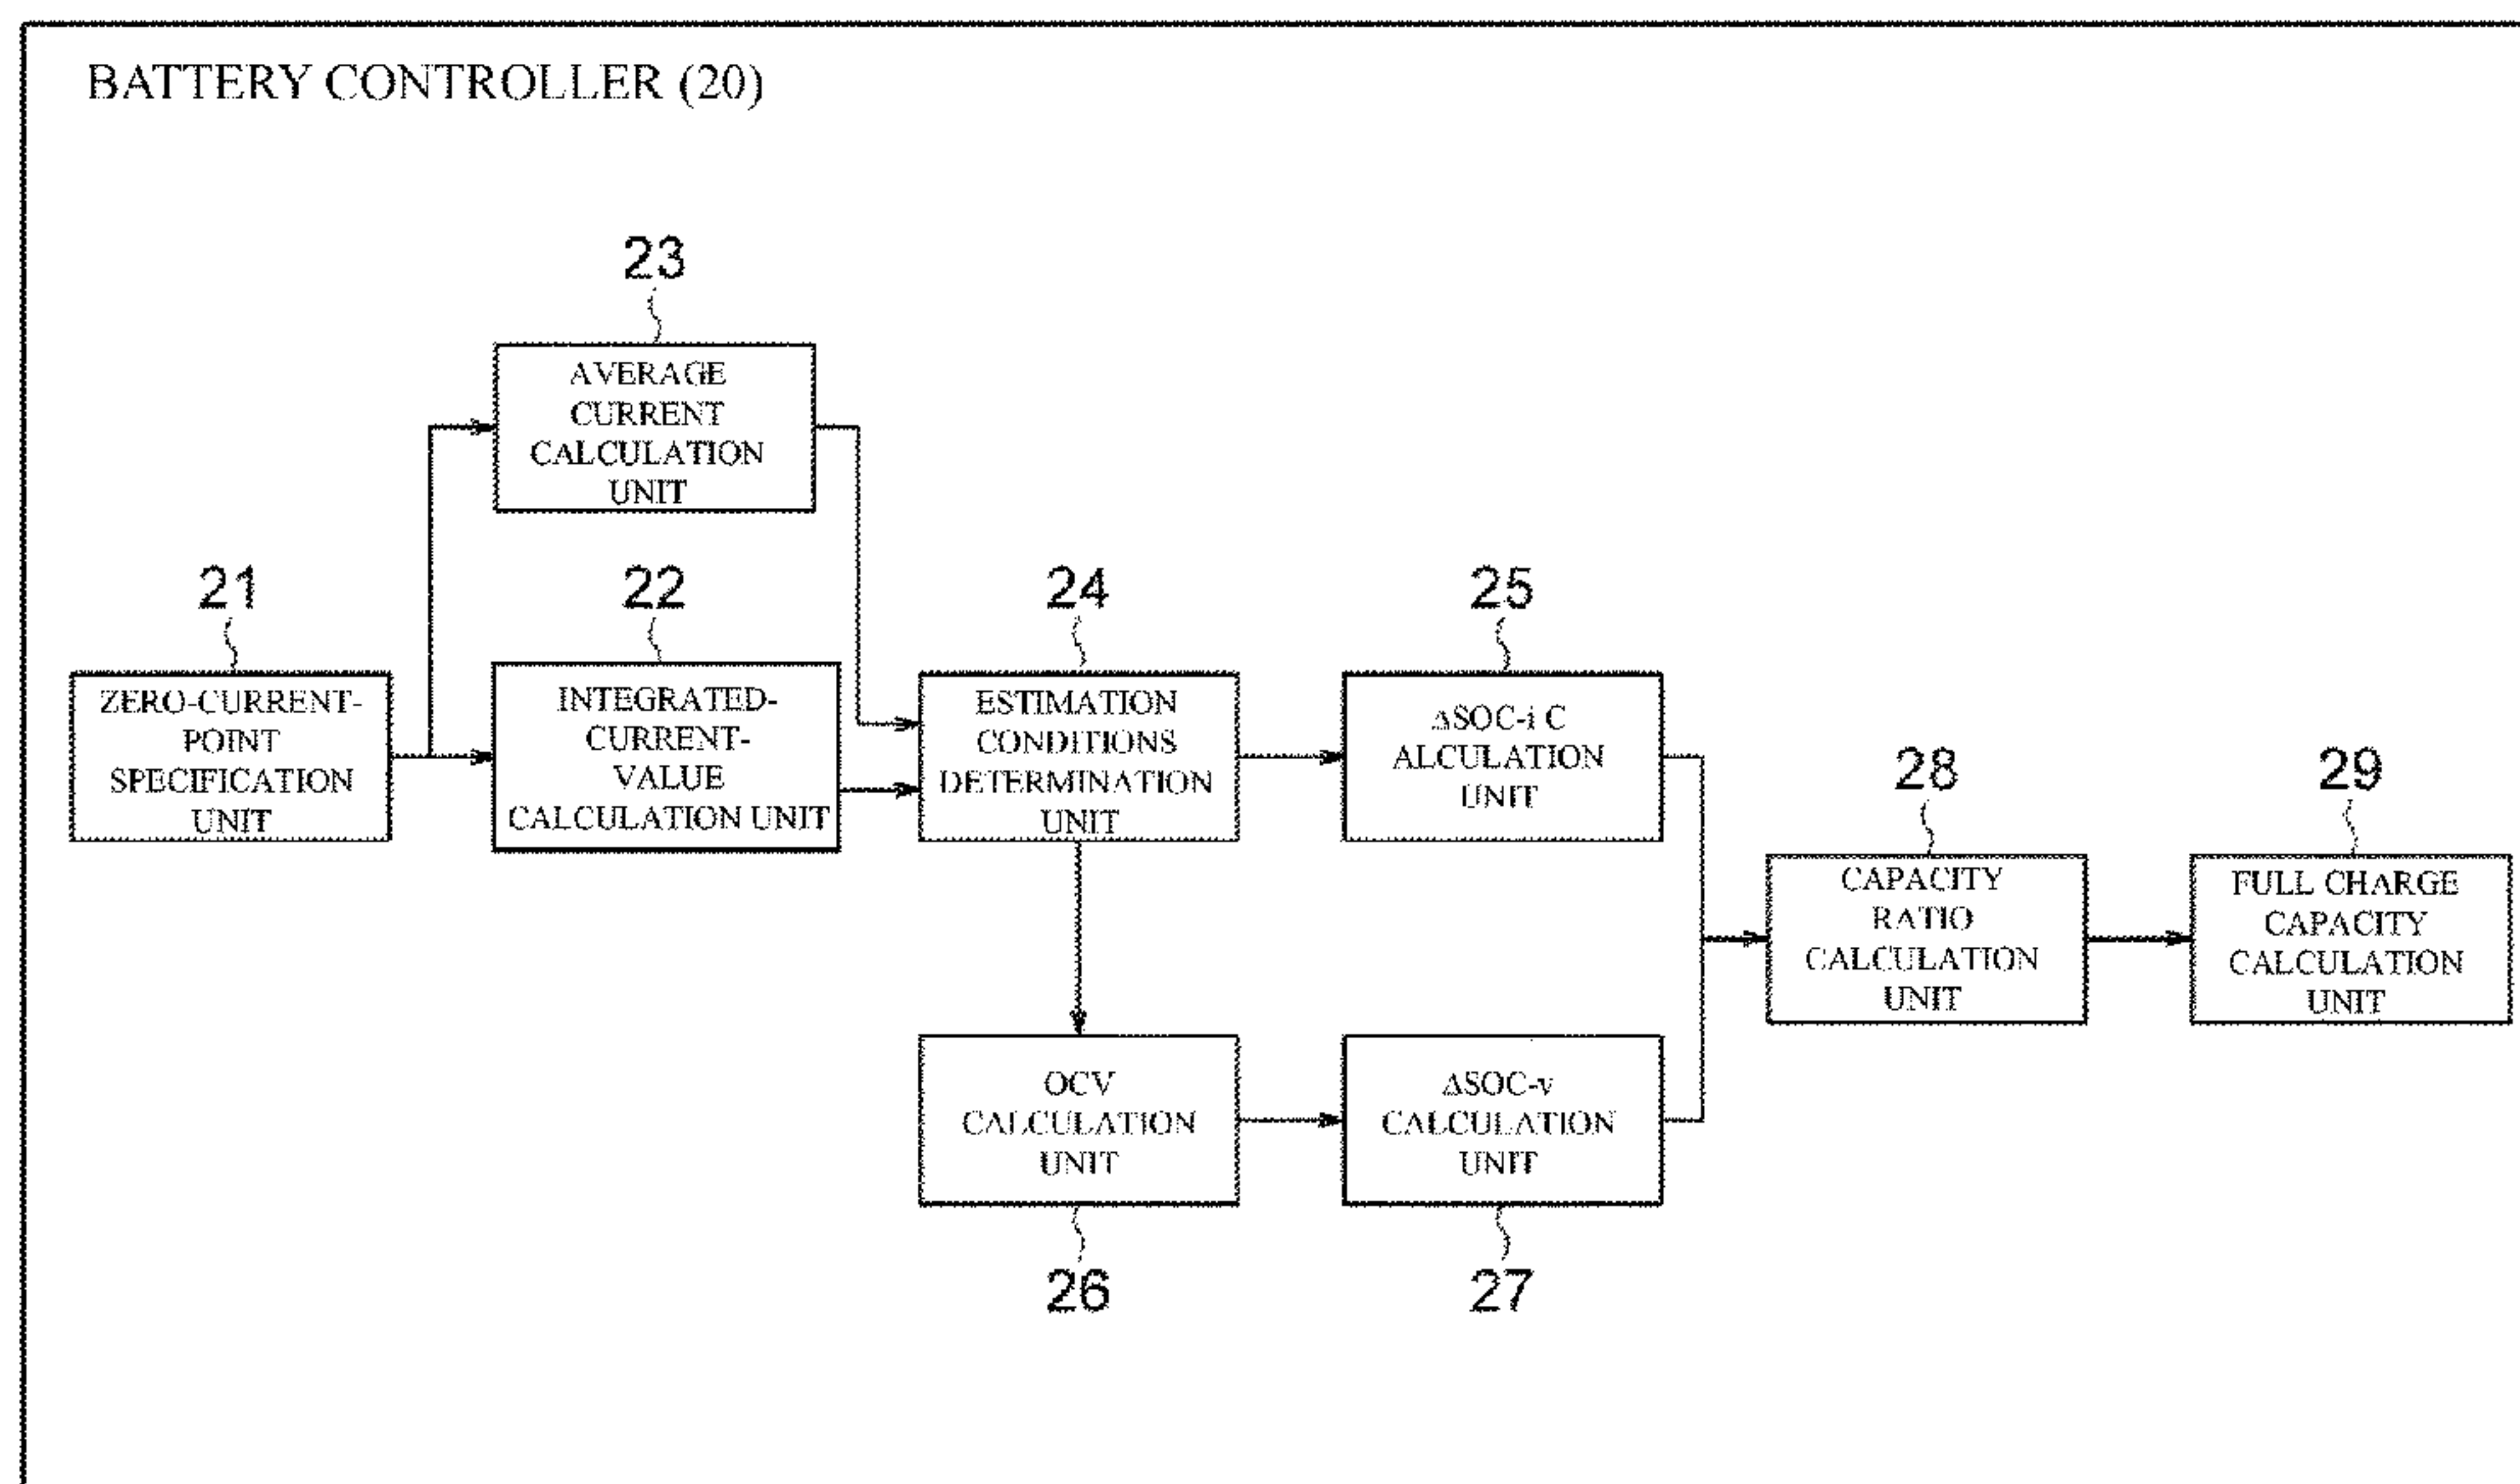 BATTERY CONTROLLER (20)
23
AVERAGE
CURRENT
CALCULATION
UNIT
21
ZERO-CURRENT-
POINT
SPECIFICATION
UNIT
22
INTEGRATED-
CURRENT-
VALUE
CALCULATION UNIT
24
ESTIMATION
CONDITIONS
DETERMINATION
UNIT
25
ΔSOC-i C
ALCULATION
UNIT
28
CAPACITY
RATIO
CALCULATION
UNIT
29
FULL CHARGE
CAPACITY
CALCULATION
UNIT
OCV
CALCULATION
UNIT
26
ΔSOC-v
CALCULATION
UNIT
27